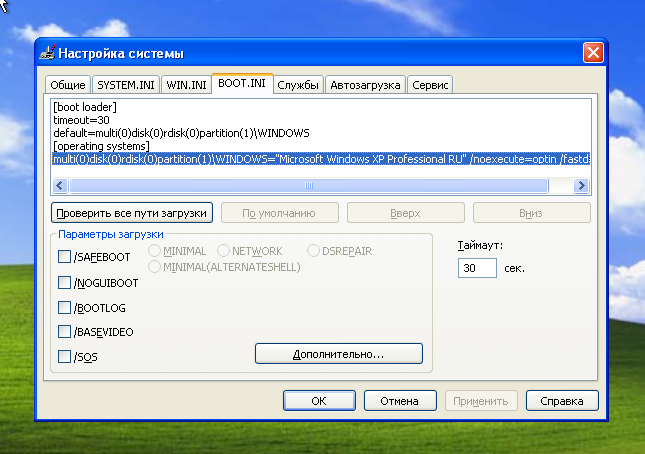 Настройка системы
Общие SYSTEM.INI WIN.INI BOOT.INI Службы Автозагрузка Сервис
[boot loader]
timeout=30
default=multi(0)disk(0)rdisk(0)partition(1)\WINDOWS
[operating systems]
multi(0)disk(0)rdisk(0)partition(1)\WINDOWS="Microsoft Windows XP Professional RU" /noexecute=optin /fastd
Проверить все пути загрузки По умолчанию Вверх Вниз
Параметры загрузки
/SAFEBOOT MINIMAL NETWORK DSREPAIR
MINIMAL(ALTERNATESHELL)
/NOGUIBOOT
/BOOTLOG
/BASEVIDEO
/SOS
Дополнительно...
Таймаут:
30 сек.
ОК Отмена Применить Справка